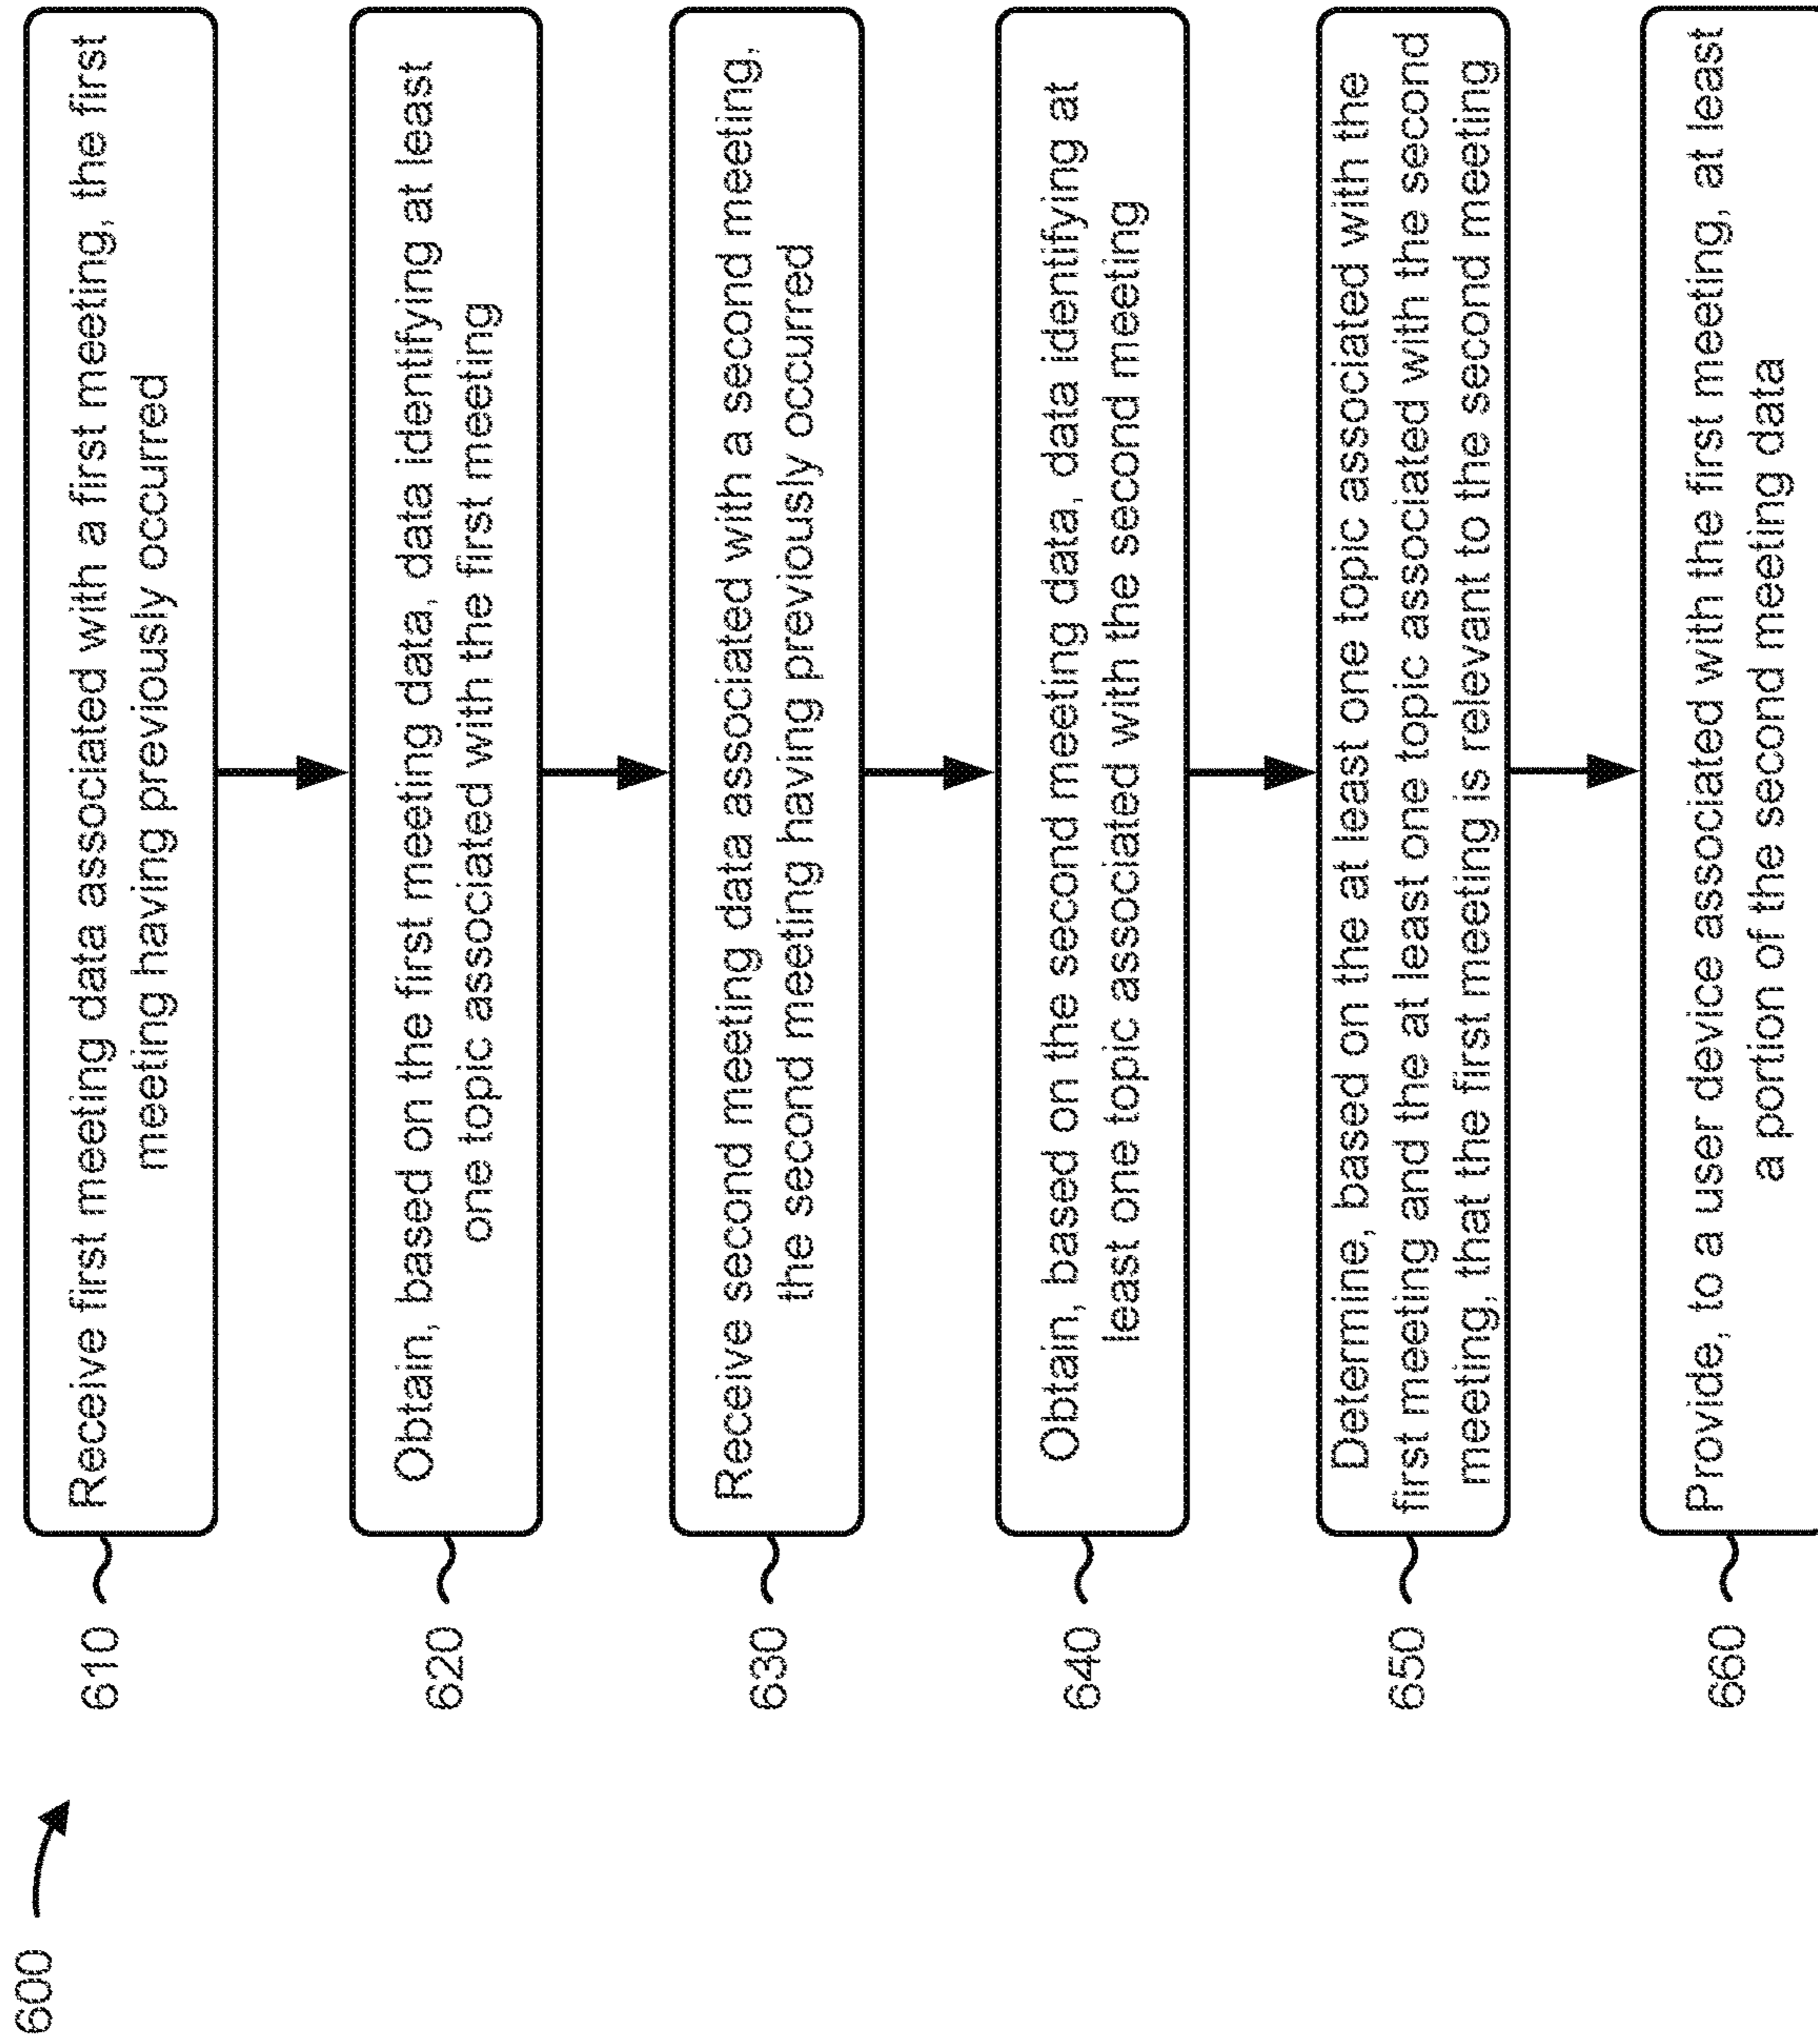 600
610
Receive first meeting data associated with a first meeting, the first
meeting having previously occurred
620
Obtain, based on the first meeting data, data identifying at least
one topic associated with the first meeting
630
Receive second meeting data associated with a second meeting,
the second meeting having previously occurred
640
Obtain, based on the second meeting data, data identifying at
least one topic associated with the second meeting
650
Determine, based on the at least one topic associated with the
first meeting and the at least one topic associated with the second
meeting, that the first meeting is relevant to the second meeting
660
Provide, to a user device associated with the first meeting, at least
a portion of the second meeting data